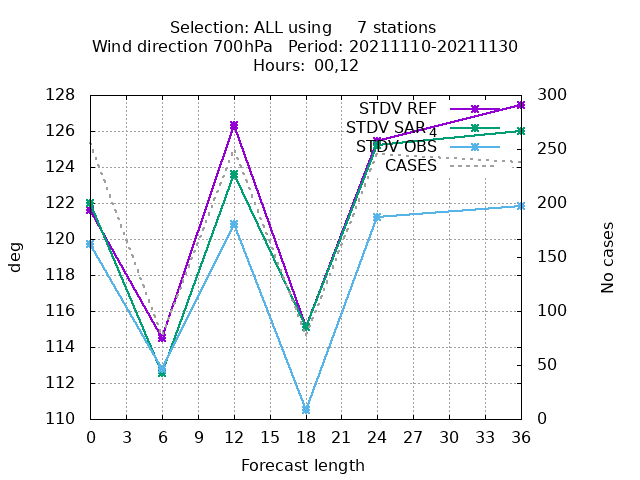 Selection: ALL using 7 stations
Wind direction 700hPa Period: 20211110-20211130
Hours: 00,12
128
126
124
122
120
118
116
114
112
110
deg
300
250
200
150
100
50
0
No cases
STDV REF
STDV SAR4
STDV OBS
CASES
0 3 6 9 12 15 18 21 24 27 30 33 36
Forecast length